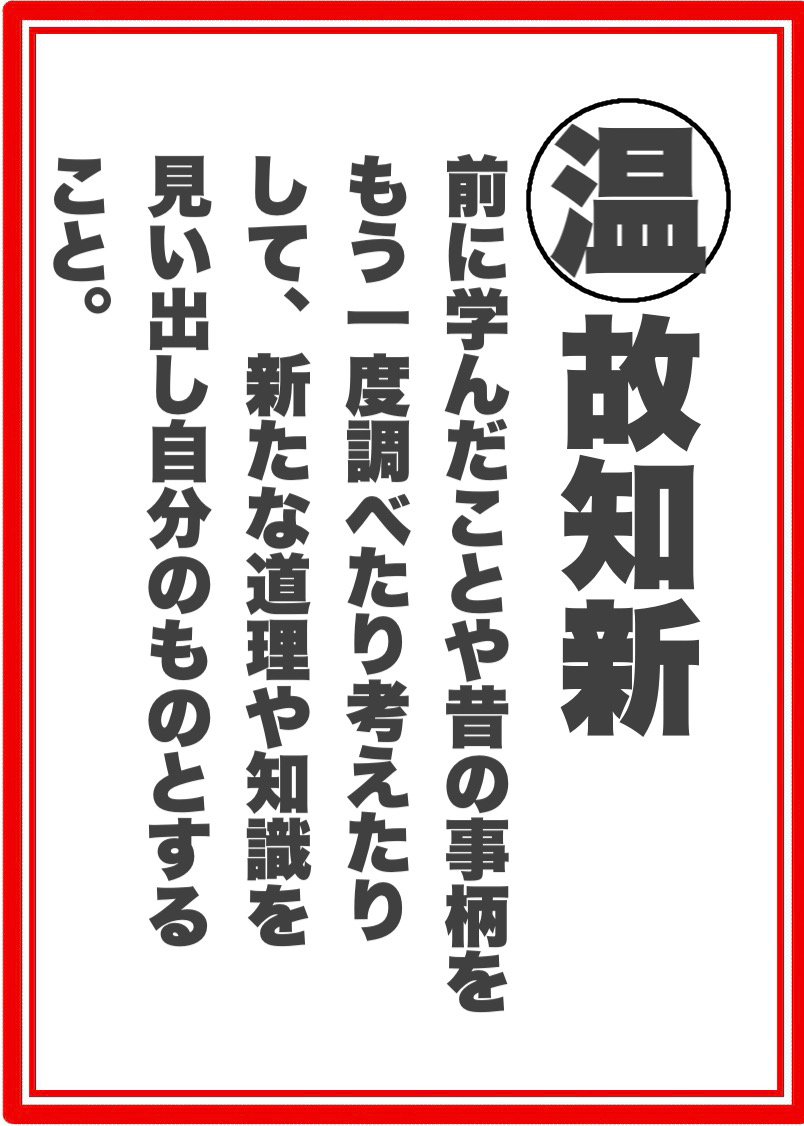 温故知新
前に学んだことや昔の事柄を
もう一度調べたり考えたり
して、新たな道理や知識を
見い出し自分のものとする
こと。